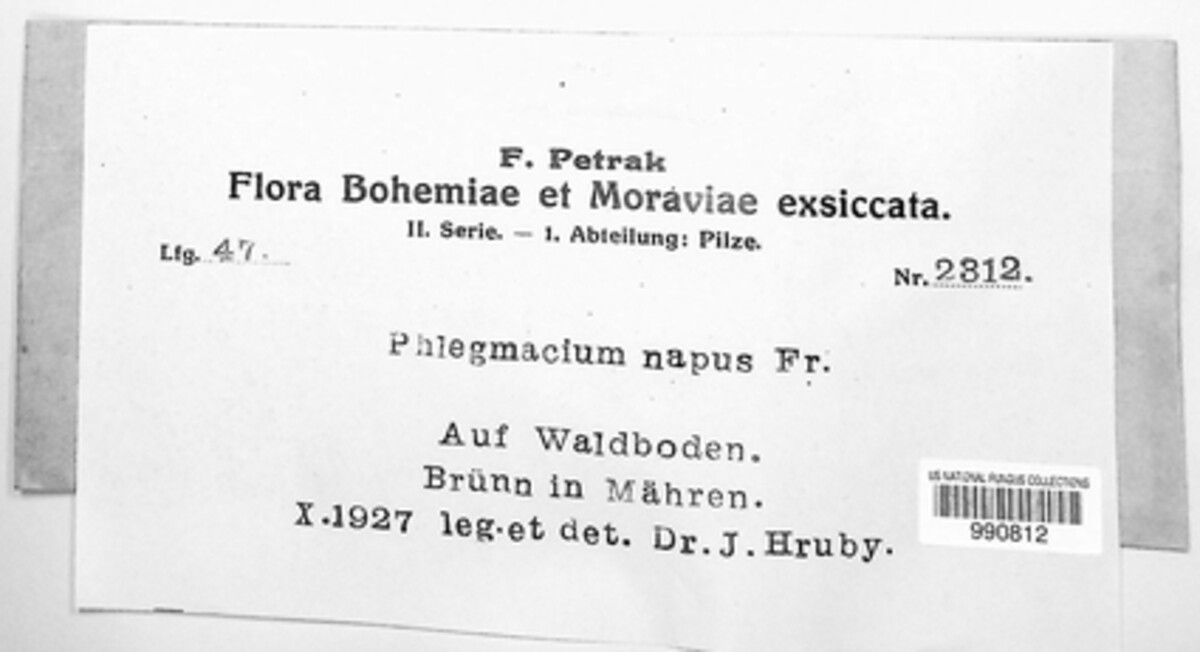 F. Petrak
Flora Bohemiae et Moraviae exsiccata.
II. Serie. — 1. Abteilung: Pilze.
Lfg. 47.
Nr. 2312.
Phlegmacium napus Fr.
Auf Waldboden.
Brünn in Mähren.
X.1927 leg.et det. Dr.J.Hruby.
US NATIONAL FUNGUS COLLECTIONS
990812